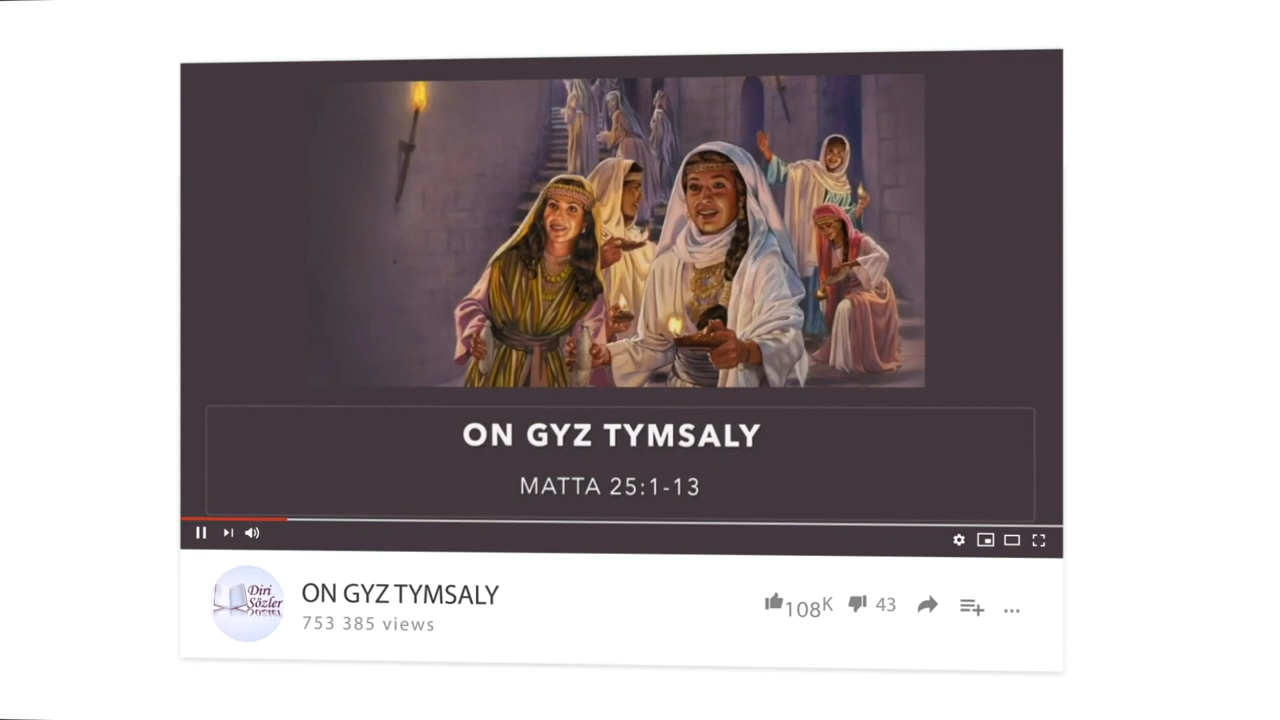 ON GYZ TYMSALY
MATTA 25:1-13
Diri
Sözler
ON GYZ TYMSALY
753 385 views
108K
43